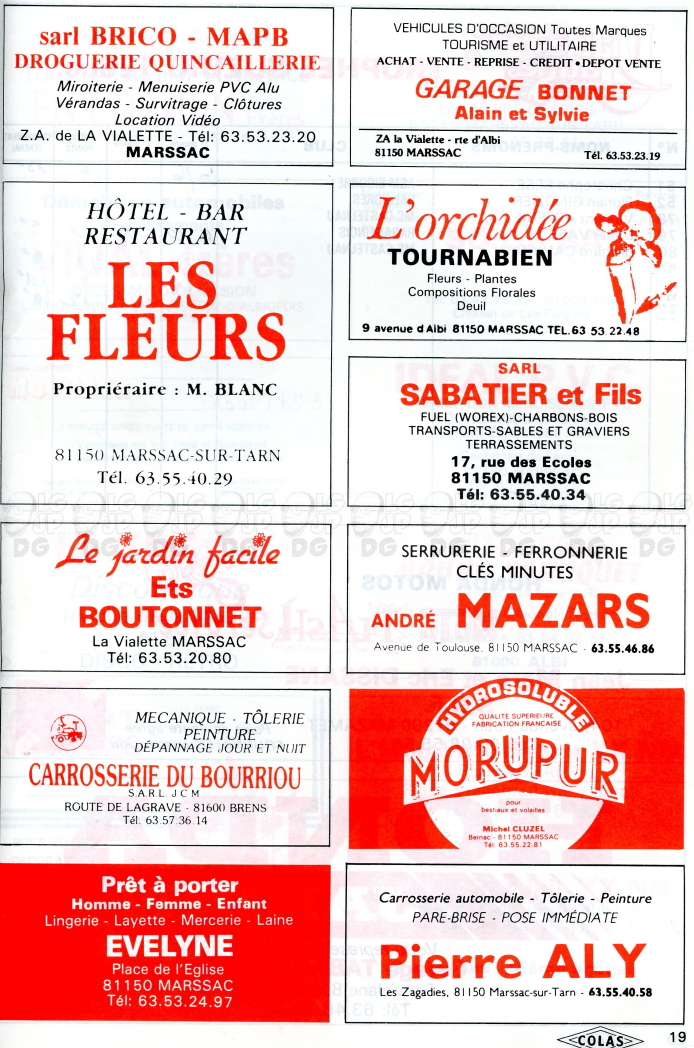 sarl BRICO - MAPB
DROGUERIE QUINCAILLERIE
Miroiterie - Menuiserie PVC Alu
Vérandas - Survitrage - Clôtures
Location Vidéo
Z.A. de LA VIALETTE - Tél: 63.53.23.20
MARSSAC
VEHICULES D'OCCASION Toutes Marques
TOURISME et UTILITAIRE
ACHAT - VENTE - REPRISE - CREDIT • DEPOT VENTE
GARAGE BONNET
Alain et Sylvie
ZA la Vialette - rte d'Albi
81150 MARSSAC Tél. 63.53.23.19
HÔTEL - BAR
RESTAURANT
LES
FLEURS
Propriéraire : M. BLANC
81150 MARSSAC-SUR-TARN
Tél. 63.55.40.29
L'orchidée
TOURNABIEN
Fleurs - Plantes
Compositions Florales
Deuil
9 avenue d'Albi 81150 MARSSAC TEL.63 53.22.48
SARL
SABATIER et Fils
FUEL (WOREX)-CHARBONS-BOIS
TRANSPORTS-SABLES ET GRAVIERS
TERRASSEMENTS
17, rue des Ecoles
81150 MARSSAC
Tél: 63.55.40.34
Le jardin facile
Ets
BOUTONNET
La Vialette MARSSAC
Tél: 63.53.20.80
SERRURERIE - FERRONNERIE
CLÉS MINUTES
ANDRÉ MAZARS
Avenue de Toulouse, 81150 MARSSAC - 63.55.46.86
MECANIQUE - TÔLERIE
PEINTURE
DÉPANNAGE JOUR ET NUIT
CARROSSERIE DU BOURRIOU
S.A.R.L. J C M
ROUTE DE LAGRAVE - 81600 BRENS
Tél. 63.57.36.14
HYDROSOLUBLE
QUALITE SUPERIEURE
FABRICATION FRANCAISE
MORUPUR
pour
bestiaux et volailles
Michel CLUZEL
Bernac - 81150 MARSSAC
Tél: 63.55.22.81
Prêt à porter
Homme - Femme - Enfant
Lingerie - Layette - Mercerie - Laine
EVELYNE
Place de l'Eglise
81150 MARSSAC
Tél: 63.53.24.97
Carrosserie automobile - Tôlerie - Peinture
PARE-BRISE - POSE IMMÉDIATE
Pierre ALY
Les Zagadies, 81150 Marssac-sur-Tarn - 63.55.40.58
COLAS
19